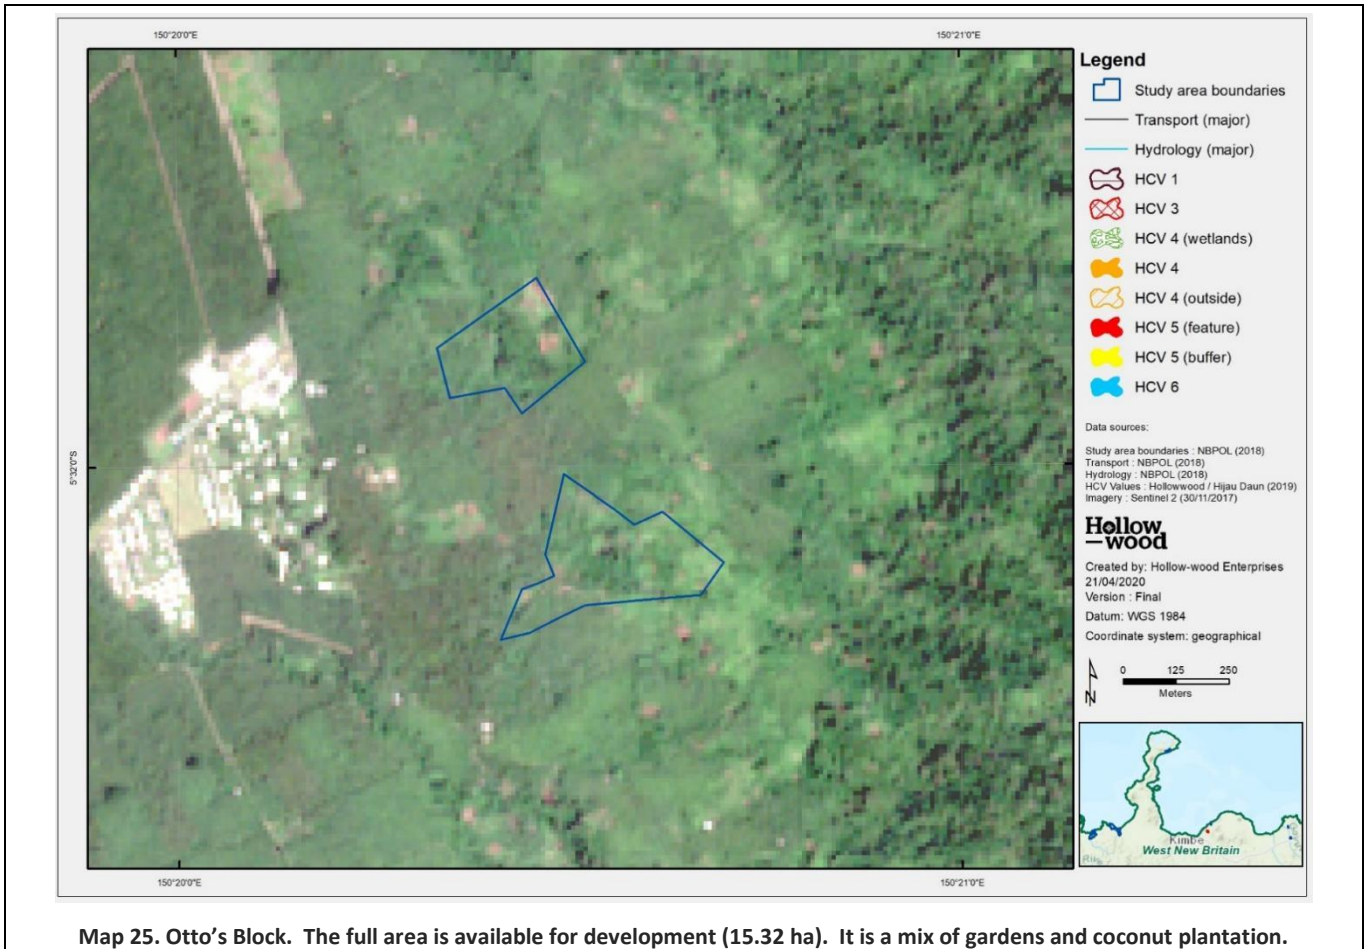 150°20'0"E
150°21'0"E
5°32'0"S
150°20'0"E
150°21'0"E
Legend
Study area boundaries
Transport (major)
Hydrology (major)
HCV 1
HCV 3
HCV 4 (wetlands)
HCV 4
HCV 4 (outside)
HCV 5 (feature)
HCV 5 (buffer)
HCV 6
Data sources:
Study area boundaries : NBPOL (2018)
Transport : NBPOL (2018)
Hydrology : NBPOL (2018)
HCV Values : Hollowwood / Hijau Daun (2019)
Imagery : Sentinel 2 (30/11/2017)
Hollow
—wood
Created by: Hollow-wood Enterprises
21/04/2020
Version : Final
Datum: WGS 1984
Coordinate system: geographical
N
0 125 250
Meters
Kimbe
West New Britain
Map 25. Otto’s Block. The full area is available for development (15.32 ha). It is a mix of gardens and coconut plantation.